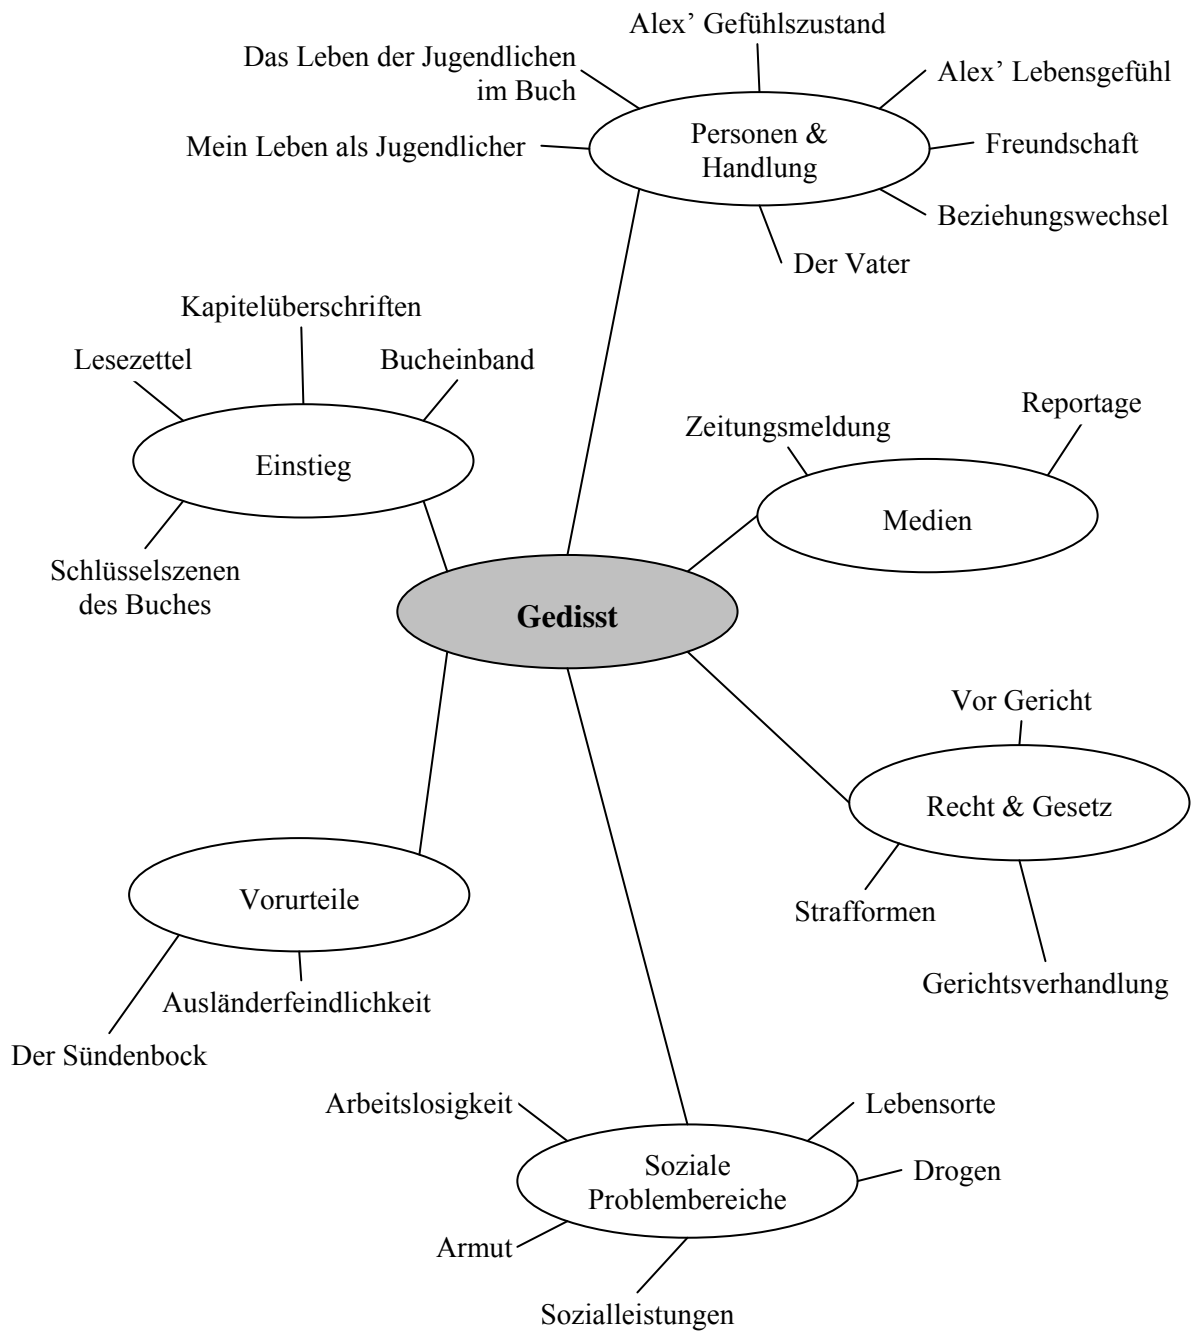 Alex’ Gefühlszustand
Das Leben der Jugendlichen
im Buch
Alex’ Lebensgefühl
Mein Leben als Jugendlicher
Personen &
Handlung
Freundschaft
Beziehungswechsel
Der Vater
Kapitelüberschriften
Lesezettel
Bucheinband
Einstieg
Schlüsselszenen
des Buches
Zeitungsmeldung
Reportage
Medien
Gedisst
Vor Gericht
Recht & Gesetz
Strafformen
Gerichtsverhandlung
Vorurteile
Ausländerfeindlichkeit
Der Sündenbock
Arbeitslosigkeit
Lebensorte
Soziale
Problembereiche
Drogen
Armut
Sozialleistungen